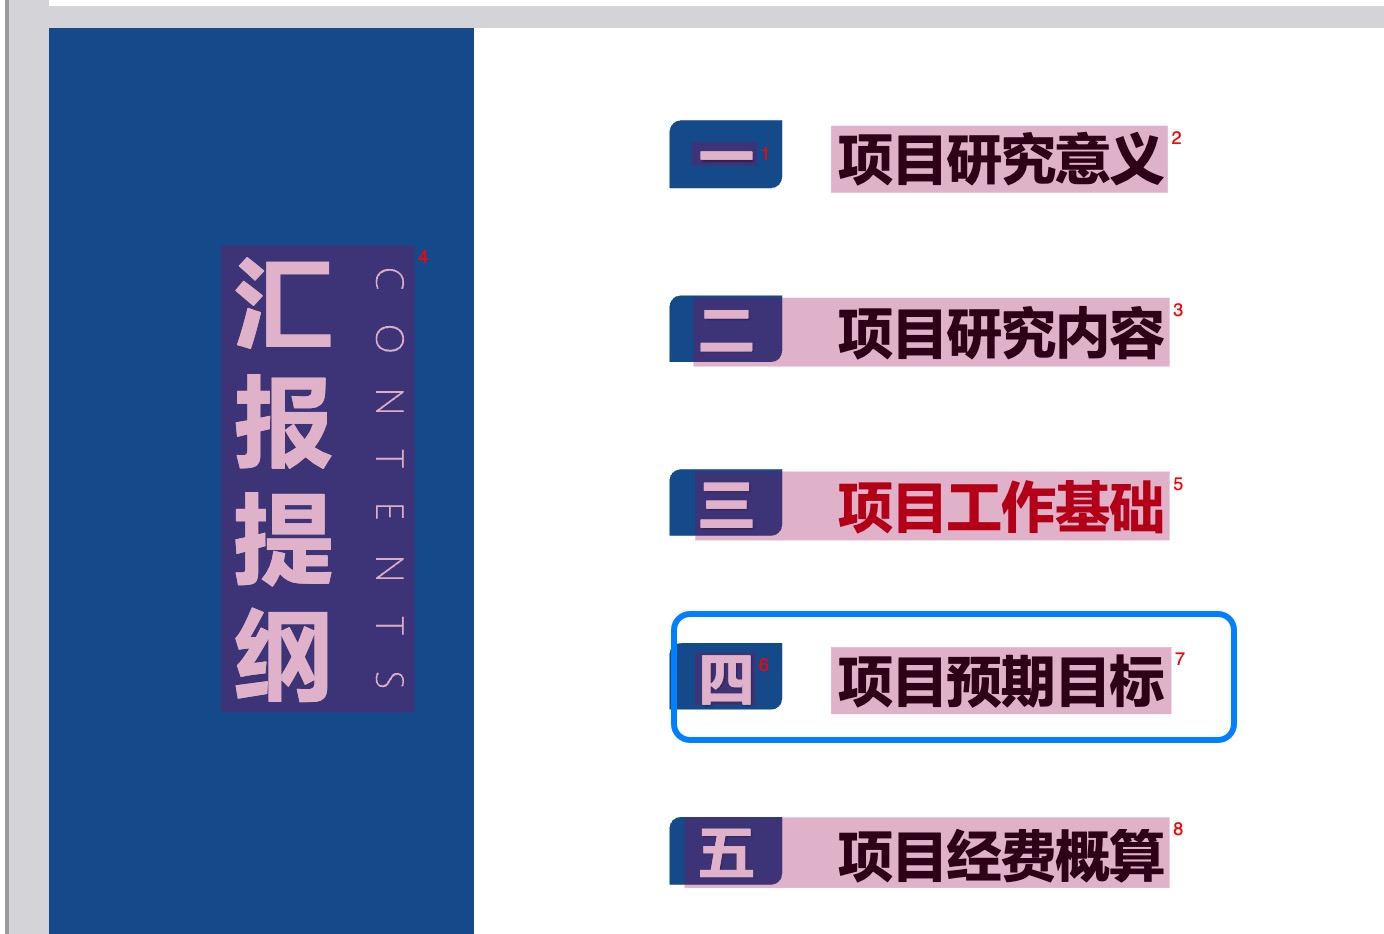 汇报提纲
CONTENTS
4
一 1 项目研究意义 2
二 项目研究内容 3
三 项目工作基础 5
四 6 项目预期目标 7
五 项目经费概算 8